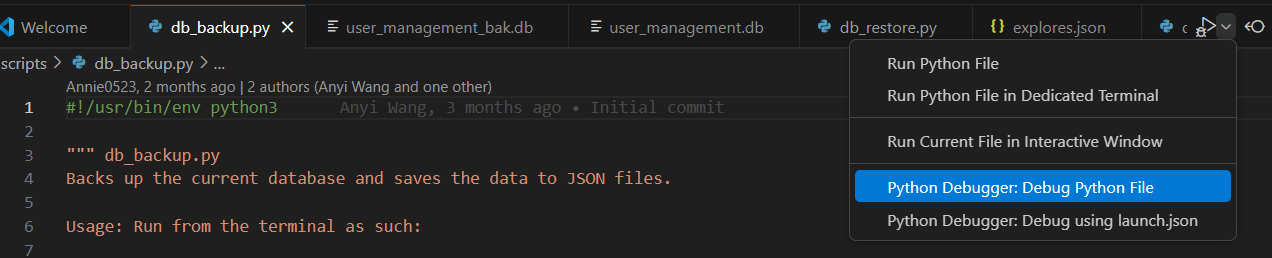 Welcome
db_backup.py
user_management_bak.db
user_management.db
db_restore.py
{} explores.json
scripts > db_backup.py > ...
Annie0523, 2 months ago | 2 authors (Anyi Wang and one other)
1 #!/usr/bin/env python3 Anyi Wang, 3 months ago • Initial commit
2
3 """ db_backup.py
4 Backs up the current database and saves the data to JSON files.
5
6 Usage: Run from the terminal as such:
7
Run Python File
Run Python File in Dedicated Terminal
Run Current File in Interactive Window
Python Debugger: Debug Python File
Python Debugger: Debug using launch.json